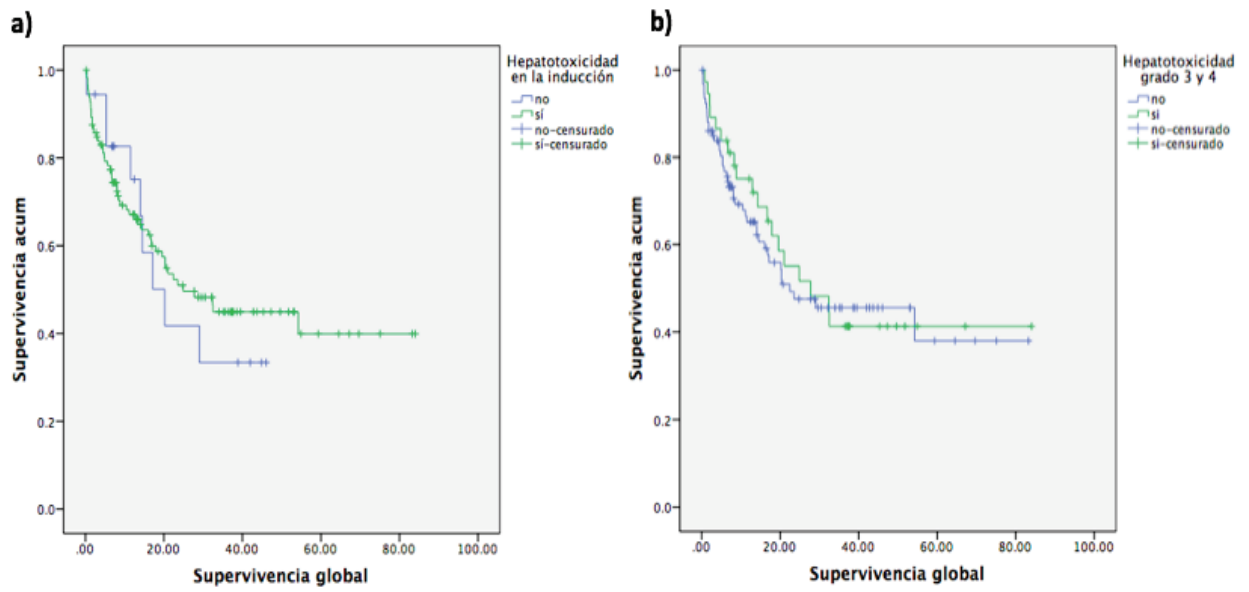 a)
Hepatotoxicidad
en la inducción
no
sí
no-censurado
sí-censurado
Supervivencia acum
1.0
0.8
0.6
0.4
0.2
0.0
.00 20.00 40.00 60.00 80.00 100.00
Supervivencia global
b)
Hepatotoxicidad
grado 3 y 4
no
si
no-censurado
si-censurado
Supervivencia acum
1.0
0.8
0.6
0.4
0.2
0.0
.00 20.00 40.00 60.00 80.00 100.00
Supervivencia global